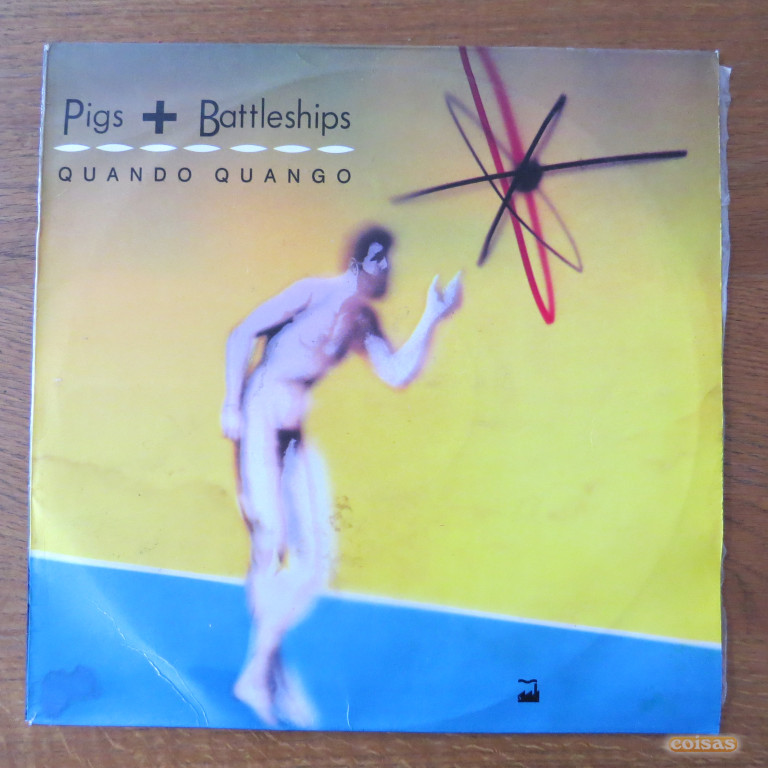 Pigs + Battleships
QUANDO QUANGO
coisas